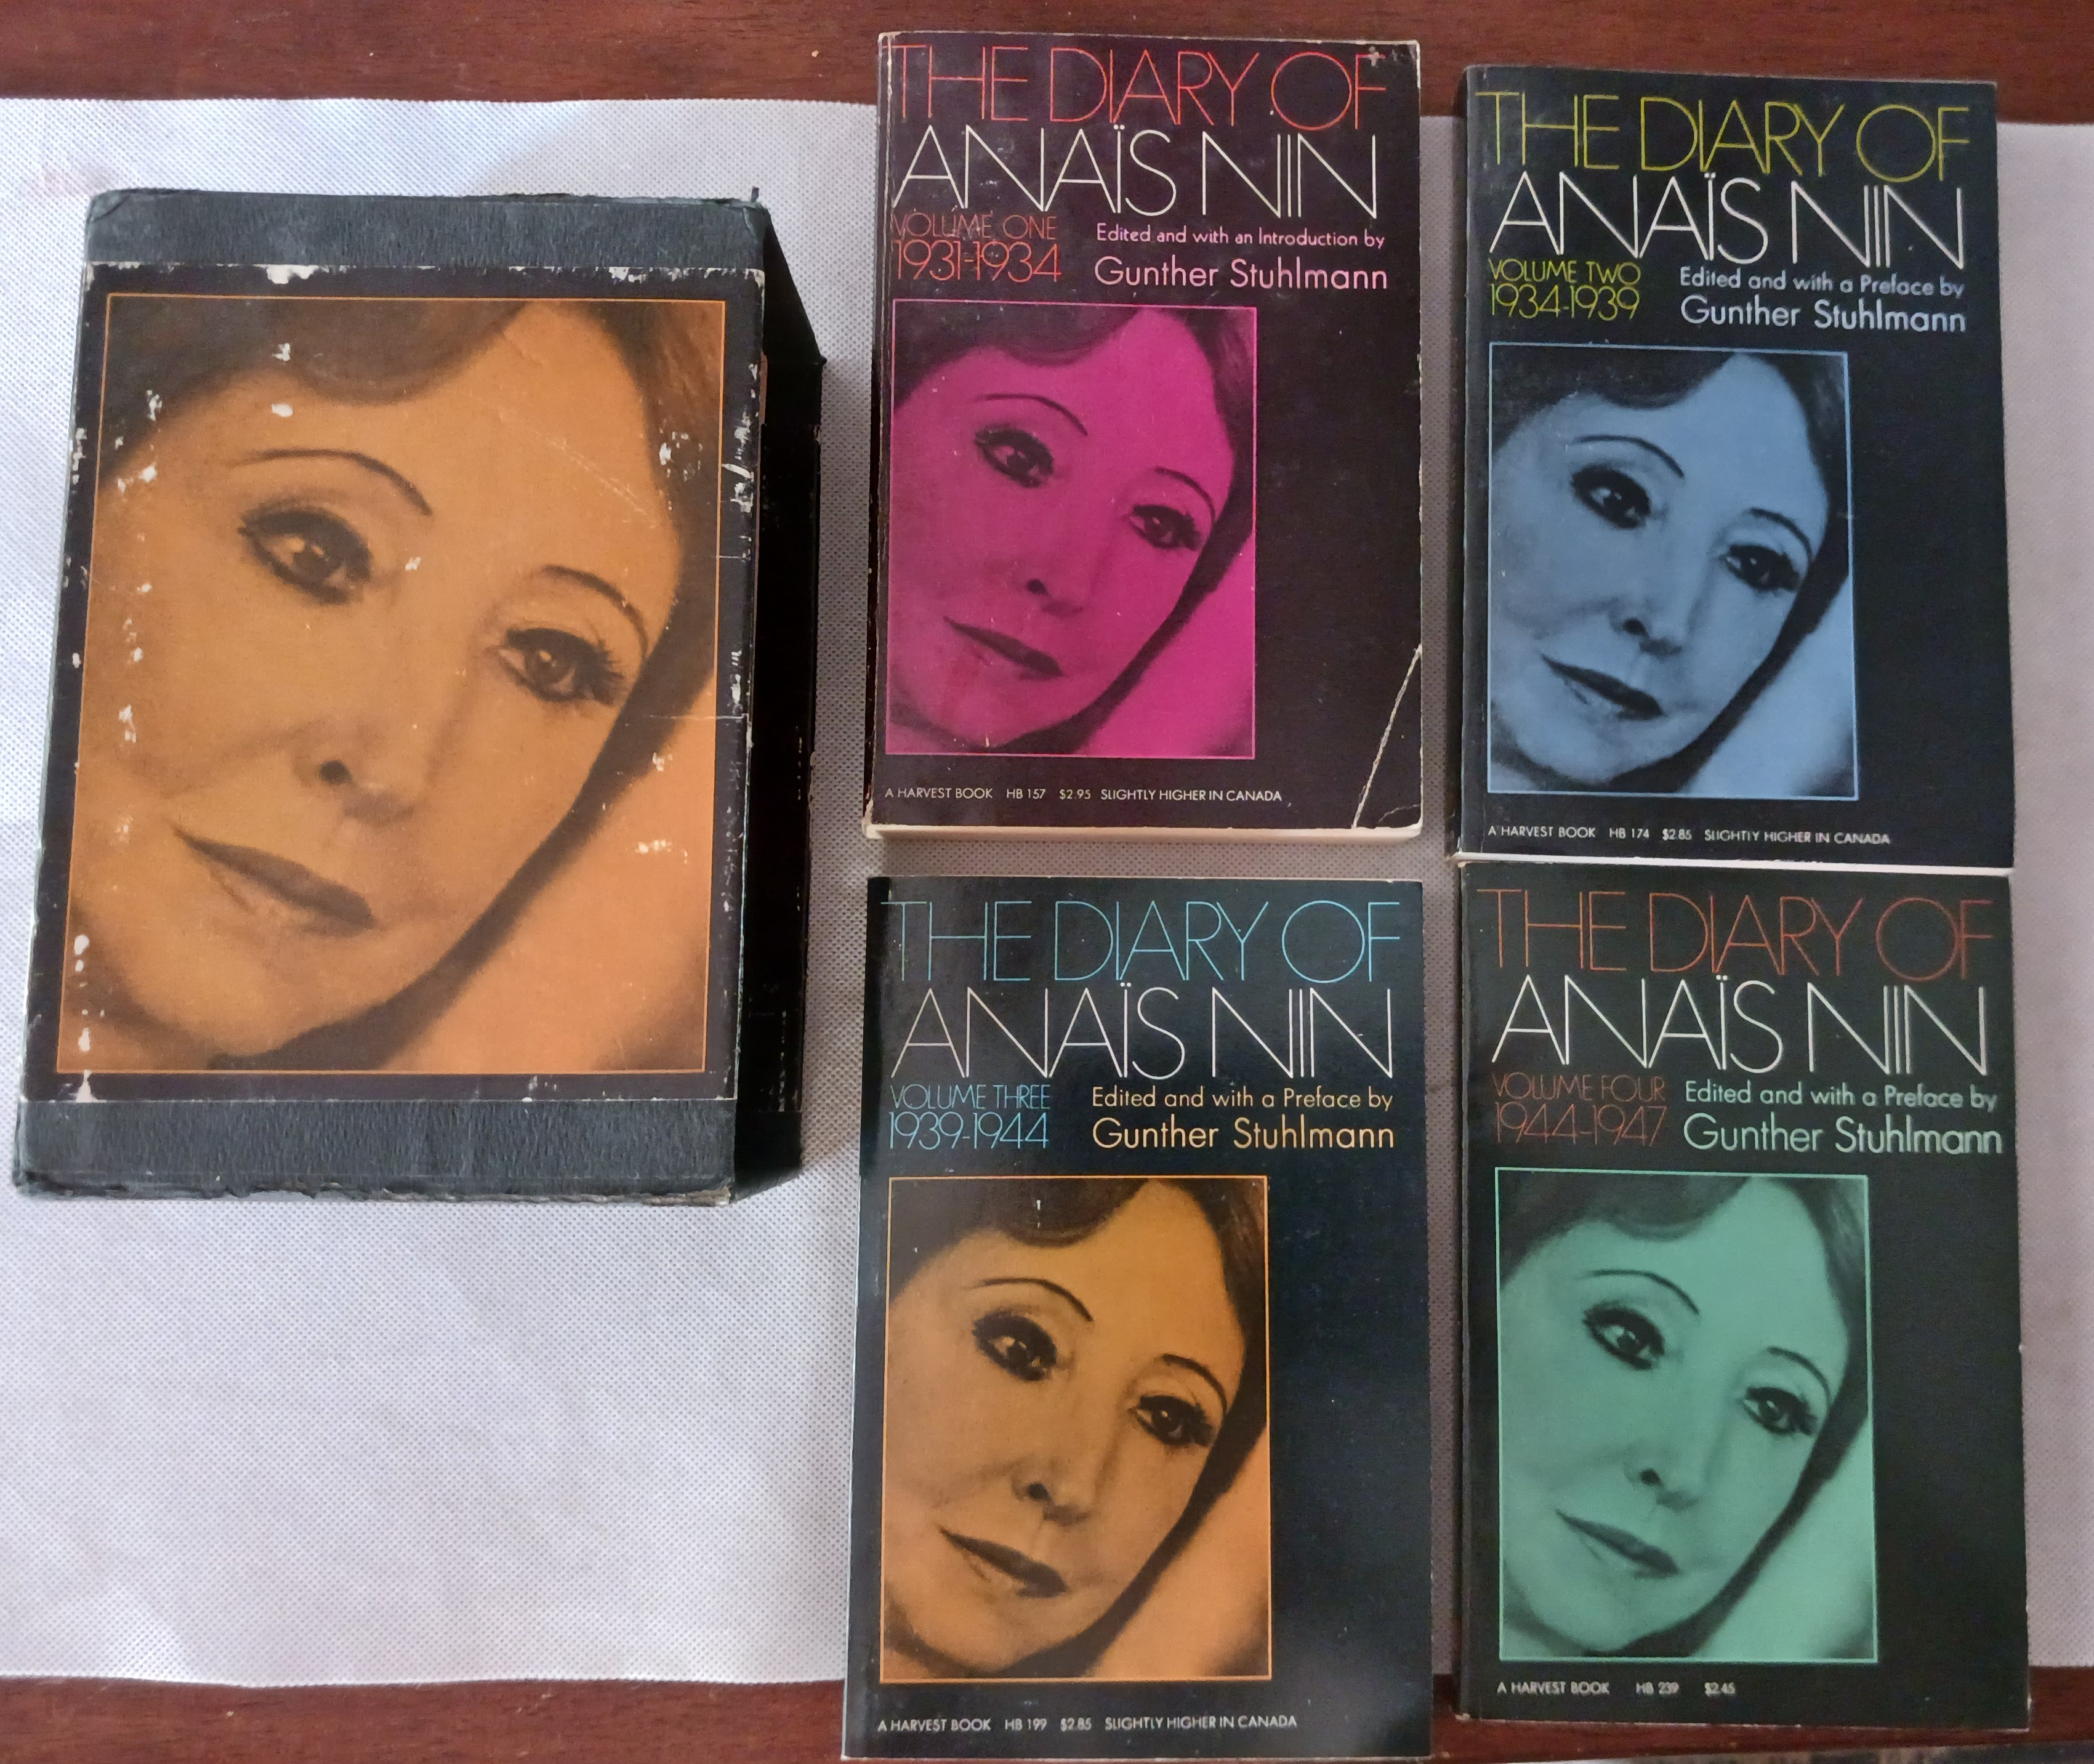 THE DIARY OF
ANAÏS NIN
VOLUME ONE
1931-1934
Edited and with an Introduction by
Gunther Stuhlmann
A HARVEST BOOK HB 157 $2.95 SLIGHTLY HIGHER IN CANADA
THE DIARY OF
ANAÏS NIN
VOLUME TWO
1934-1939
Edited and with a Preface by
Gunther Stuhlmann
A HARVEST BOOK HB 174 $2.85 SLIGHTLY HIGHER IN CANADA
THE DIARY OF
ANAÏS NIN
VOLUME THREE
1939-1944
Edited and with a Preface by
Gunther Stuhlmann
A HARVEST BOOK HB 199 $2.85 SLIGHTLY HIGHER IN CANADA
THE DIARY OF
ANAÏS NIN
VOLUME FOUR
1944-1947
Edited and with a Preface by
Gunther Stuhlmann
A HARVEST BOOK HB 239 $2.45